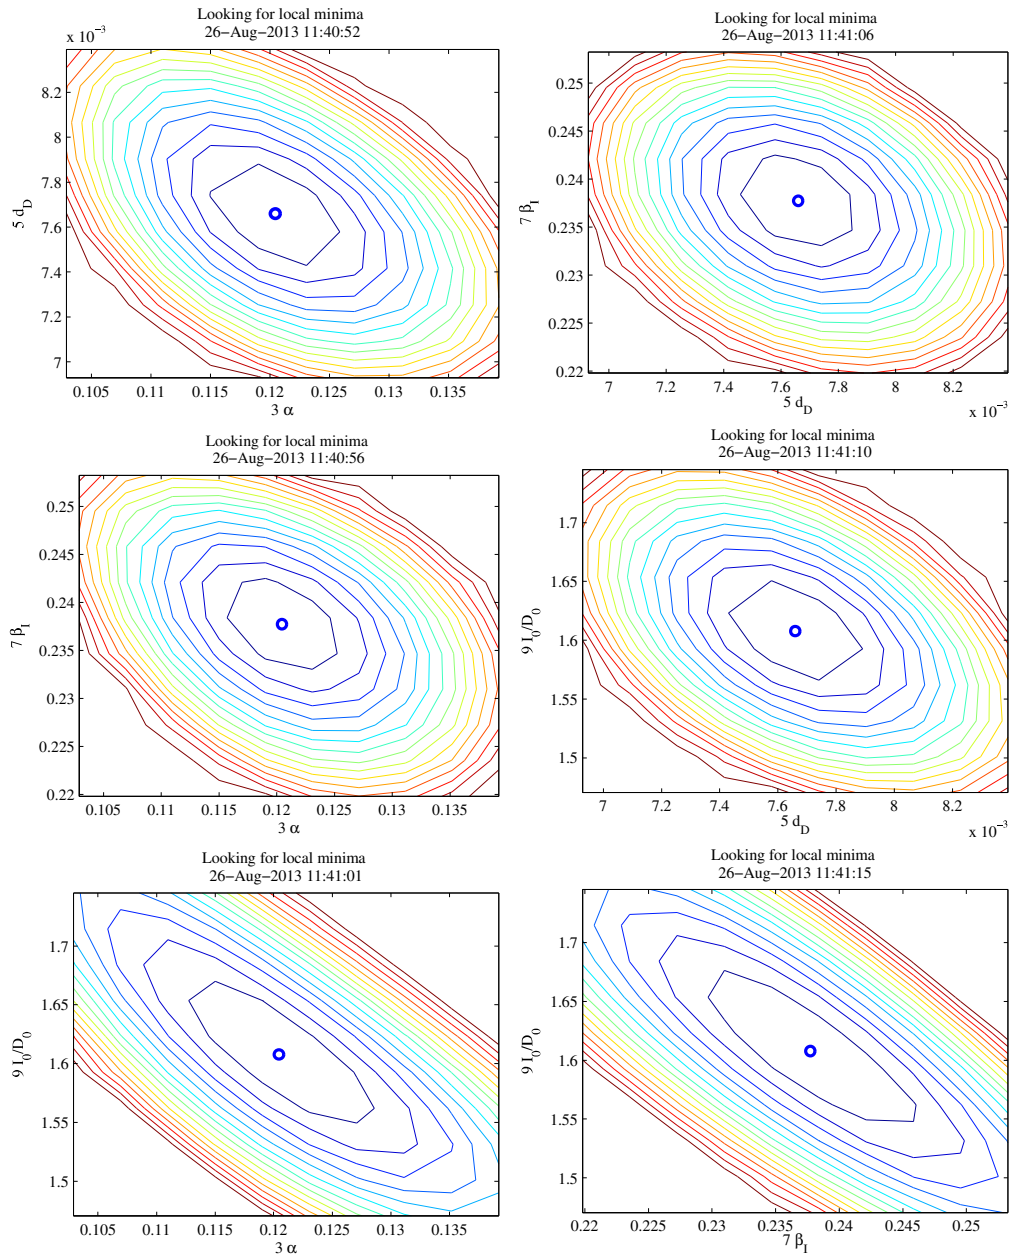 Looking for local minima
26−Aug−2013 11:40:52
x 10⁻³
8.2
8
7.8
7.6
7.4
7.2
7
5 d_D
0.105 0.11 0.115 0.12 0.125 0.13 0.135
3 α
Looking for local minima
26−Aug−2013 11:41:06
0.25
0.245
0.24
0.235
0.23
0.225
0.22
7 β_I
7 7.2 7.4 7.6 7.8 8 8.2
5 d_D
x 10⁻³
Looking for local minima
26−Aug−2013 11:40:56
0.25
0.245
0.24
0.235
0.23
0.225
0.22
7 β_I
0.105 0.11 0.115 0.12 0.125 0.13 0.135
3 α
Looking for local minima
26−Aug−2013 11:41:10
1.7
1.65
1.6
1.55
1.5
9 I_0/D_0
7 7.2 7.4 7.6 7.8 8 8.2
5 d_D
x 10⁻³
Looking for local minima
26−Aug−2013 11:41:01
1.7
1.65
1.6
1.55
1.5
9 I_0/D_0
0.105 0.11 0.115 0.12 0.125 0.13 0.135
3 α
Looking for local minima
26−Aug−2013 11:41:15
1.7
1.65
1.6
1.55
1.5
9 I_0/D_0
0.22 0.225 0.23 0.235 0.24 0.245 0.25
7 β_I